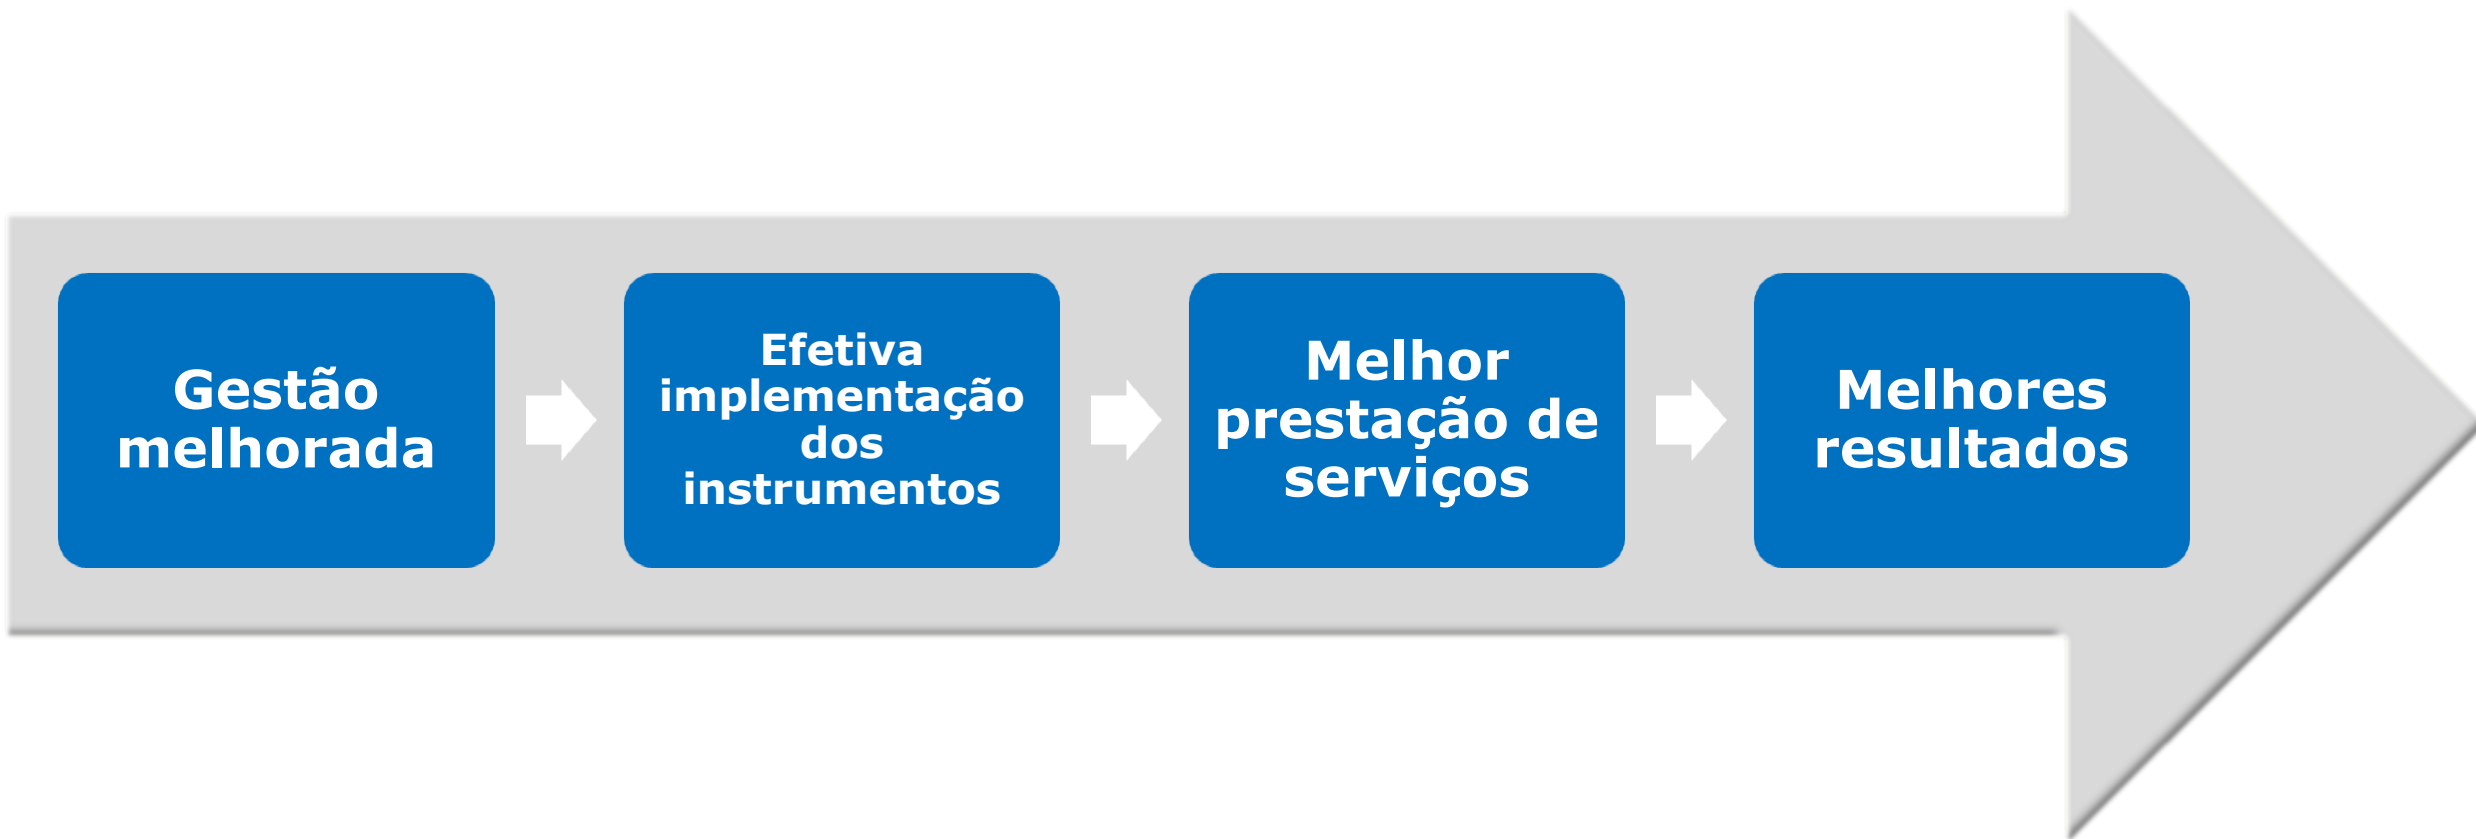 Gestão
melhorada
Efetiva
implementação
dos
instrumentos
Melhor
prestação de
serviços
Melhores
resultados